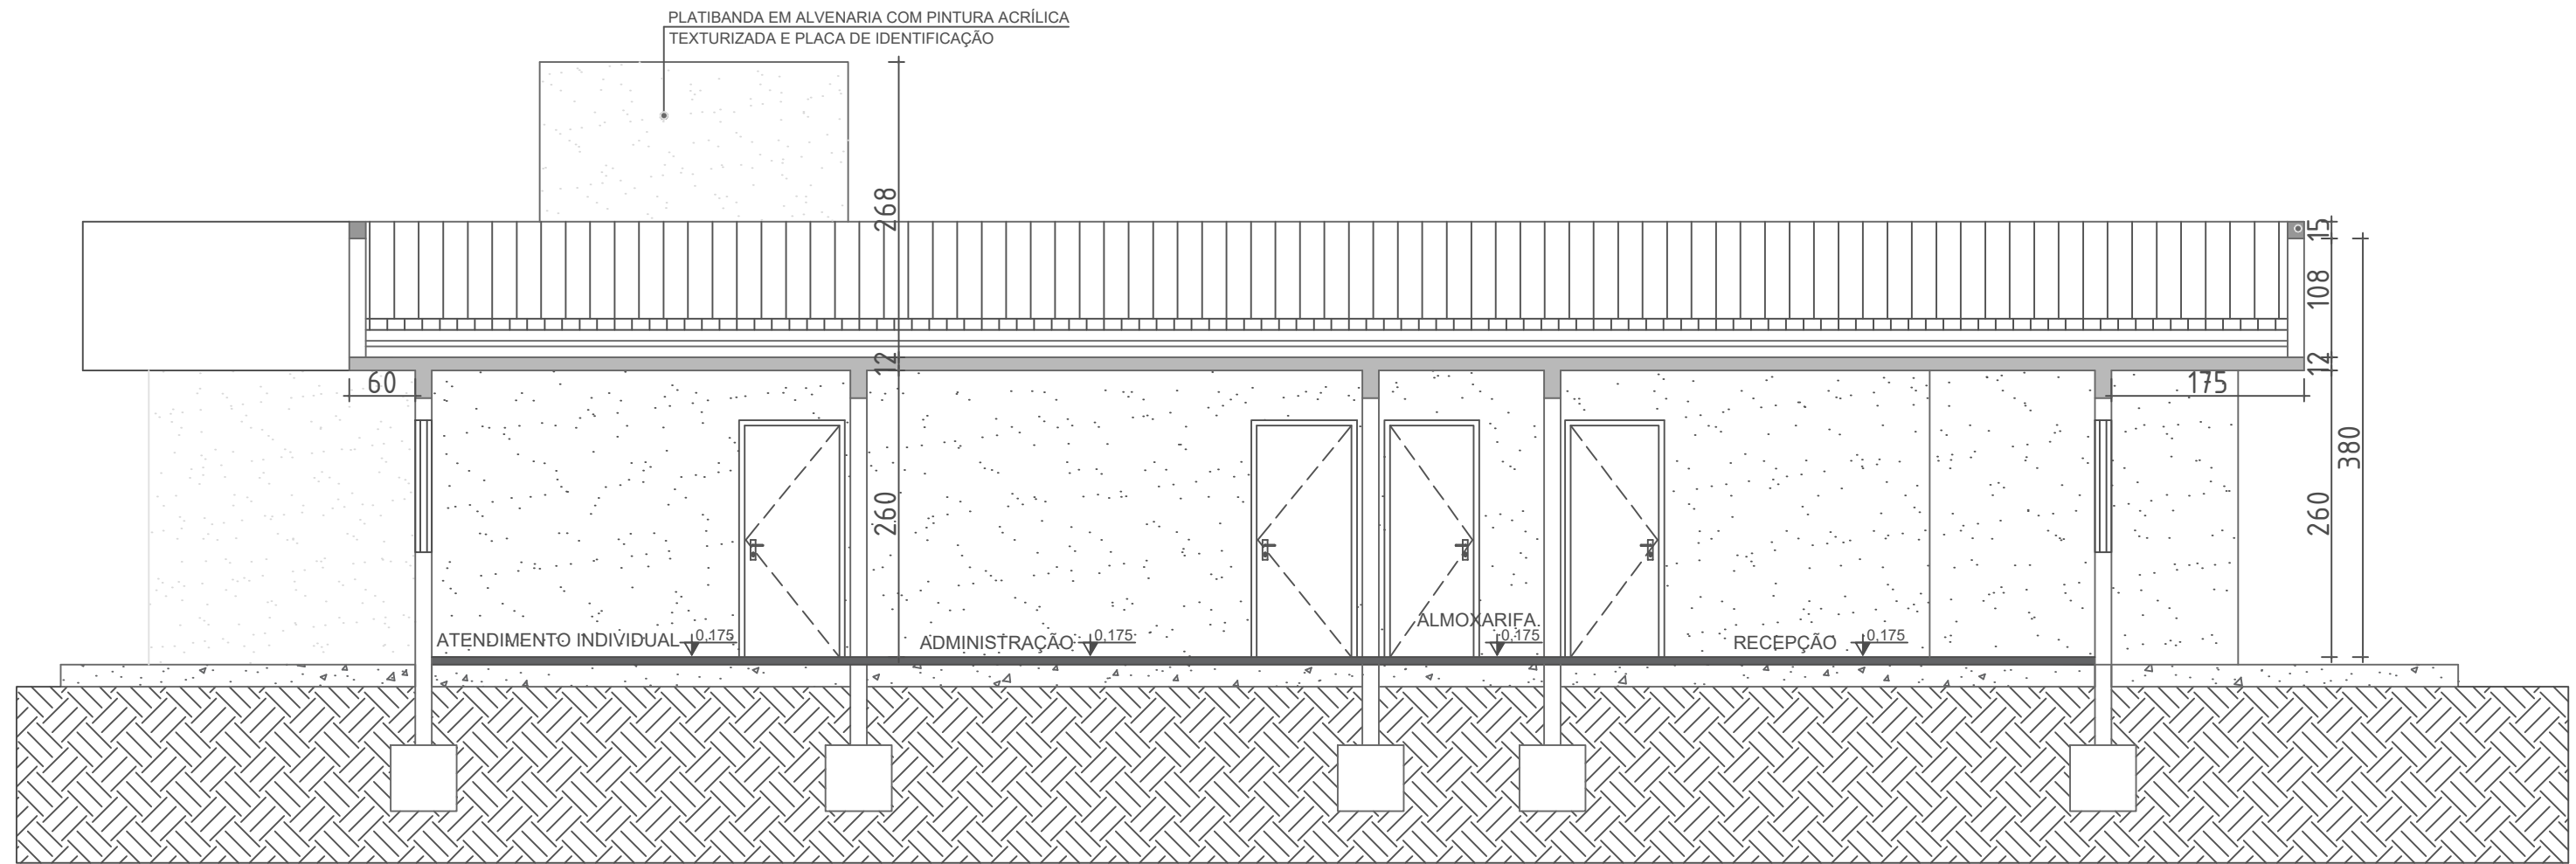 PLATIBANDA EM ALVENARIA COM PINTURA ACRÍLICA
TEXTURIZADA E PLACA DE IDENTIFICAÇÃO
268
15
108
12
12
60
175
380
260
260
ATENDIMENTO INDIVIDUAL 0,175
ADMINISTRAÇÃO 0,175
ALMOXARIFA.
0,175
RECEPÇÃO 0,175